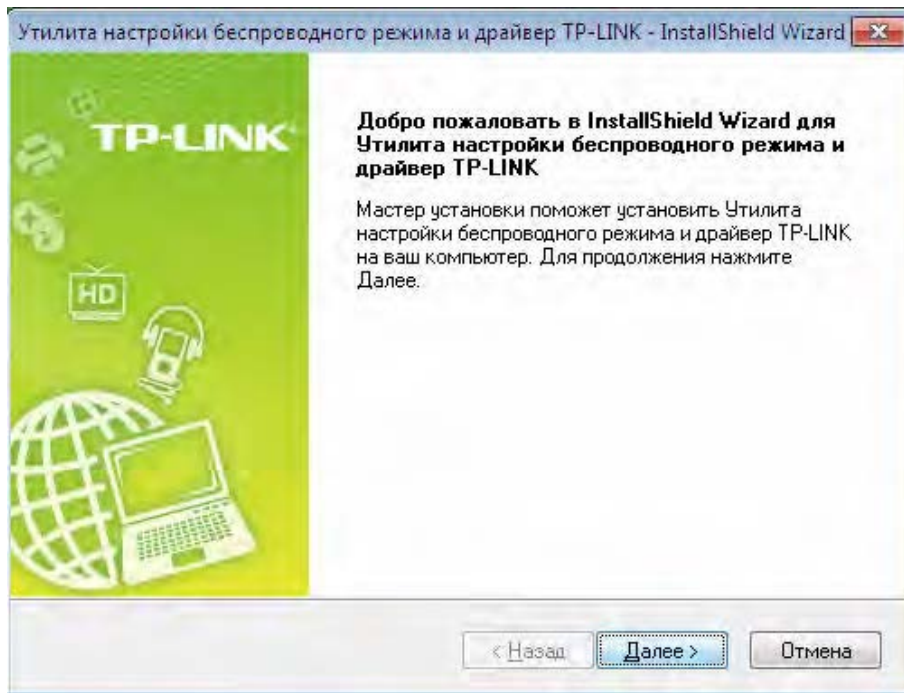 Утилита настройки беспроводного режима и драйвер TP-LINK - InstallShield Wizard
TP-LINK
HD
Добро пожаловать в InstallShield Wizard для
Утилита настройки беспроводного режима и
драйвер TP-LINK
Мастер установки поможет установить Утилита
настройки беспроводного режима и драйвер TP-LINK
на ваш компьютер. Для продолжения нажмите
Далее.
< Назад Далее > Отмена